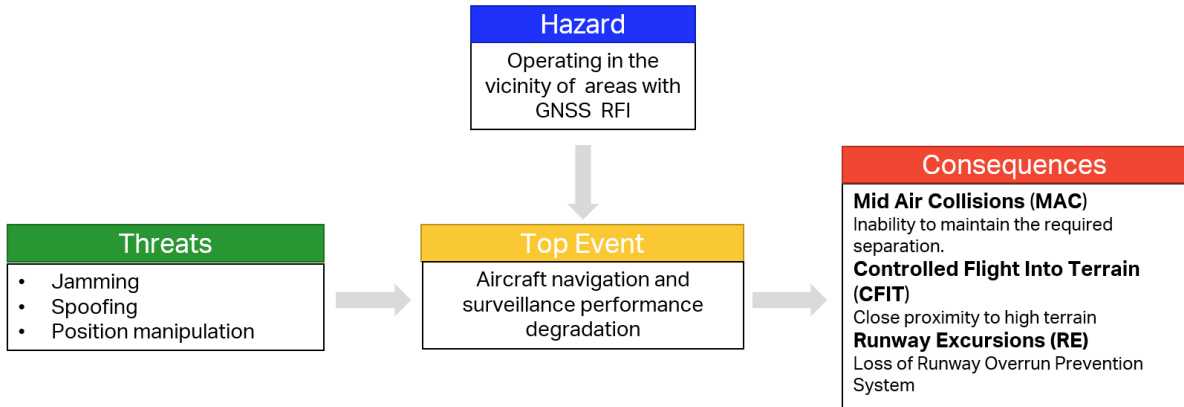 Hazard
Operating in the
vicinity of areas with
GNSS RFI
Threats
• Jamming
• Spoofing
• Position manipulation
Top Event
Aircraft navigation and
surveillance performance
degradation
Consequences
Mid Air Collisions (MAC)
Inability to maintain the required
separation.
Controlled Flight Into Terrain
(CFIT)
Close proximity to high terrain
Runway Excursions (RE)
Loss of Runway Overrun Prevention
System